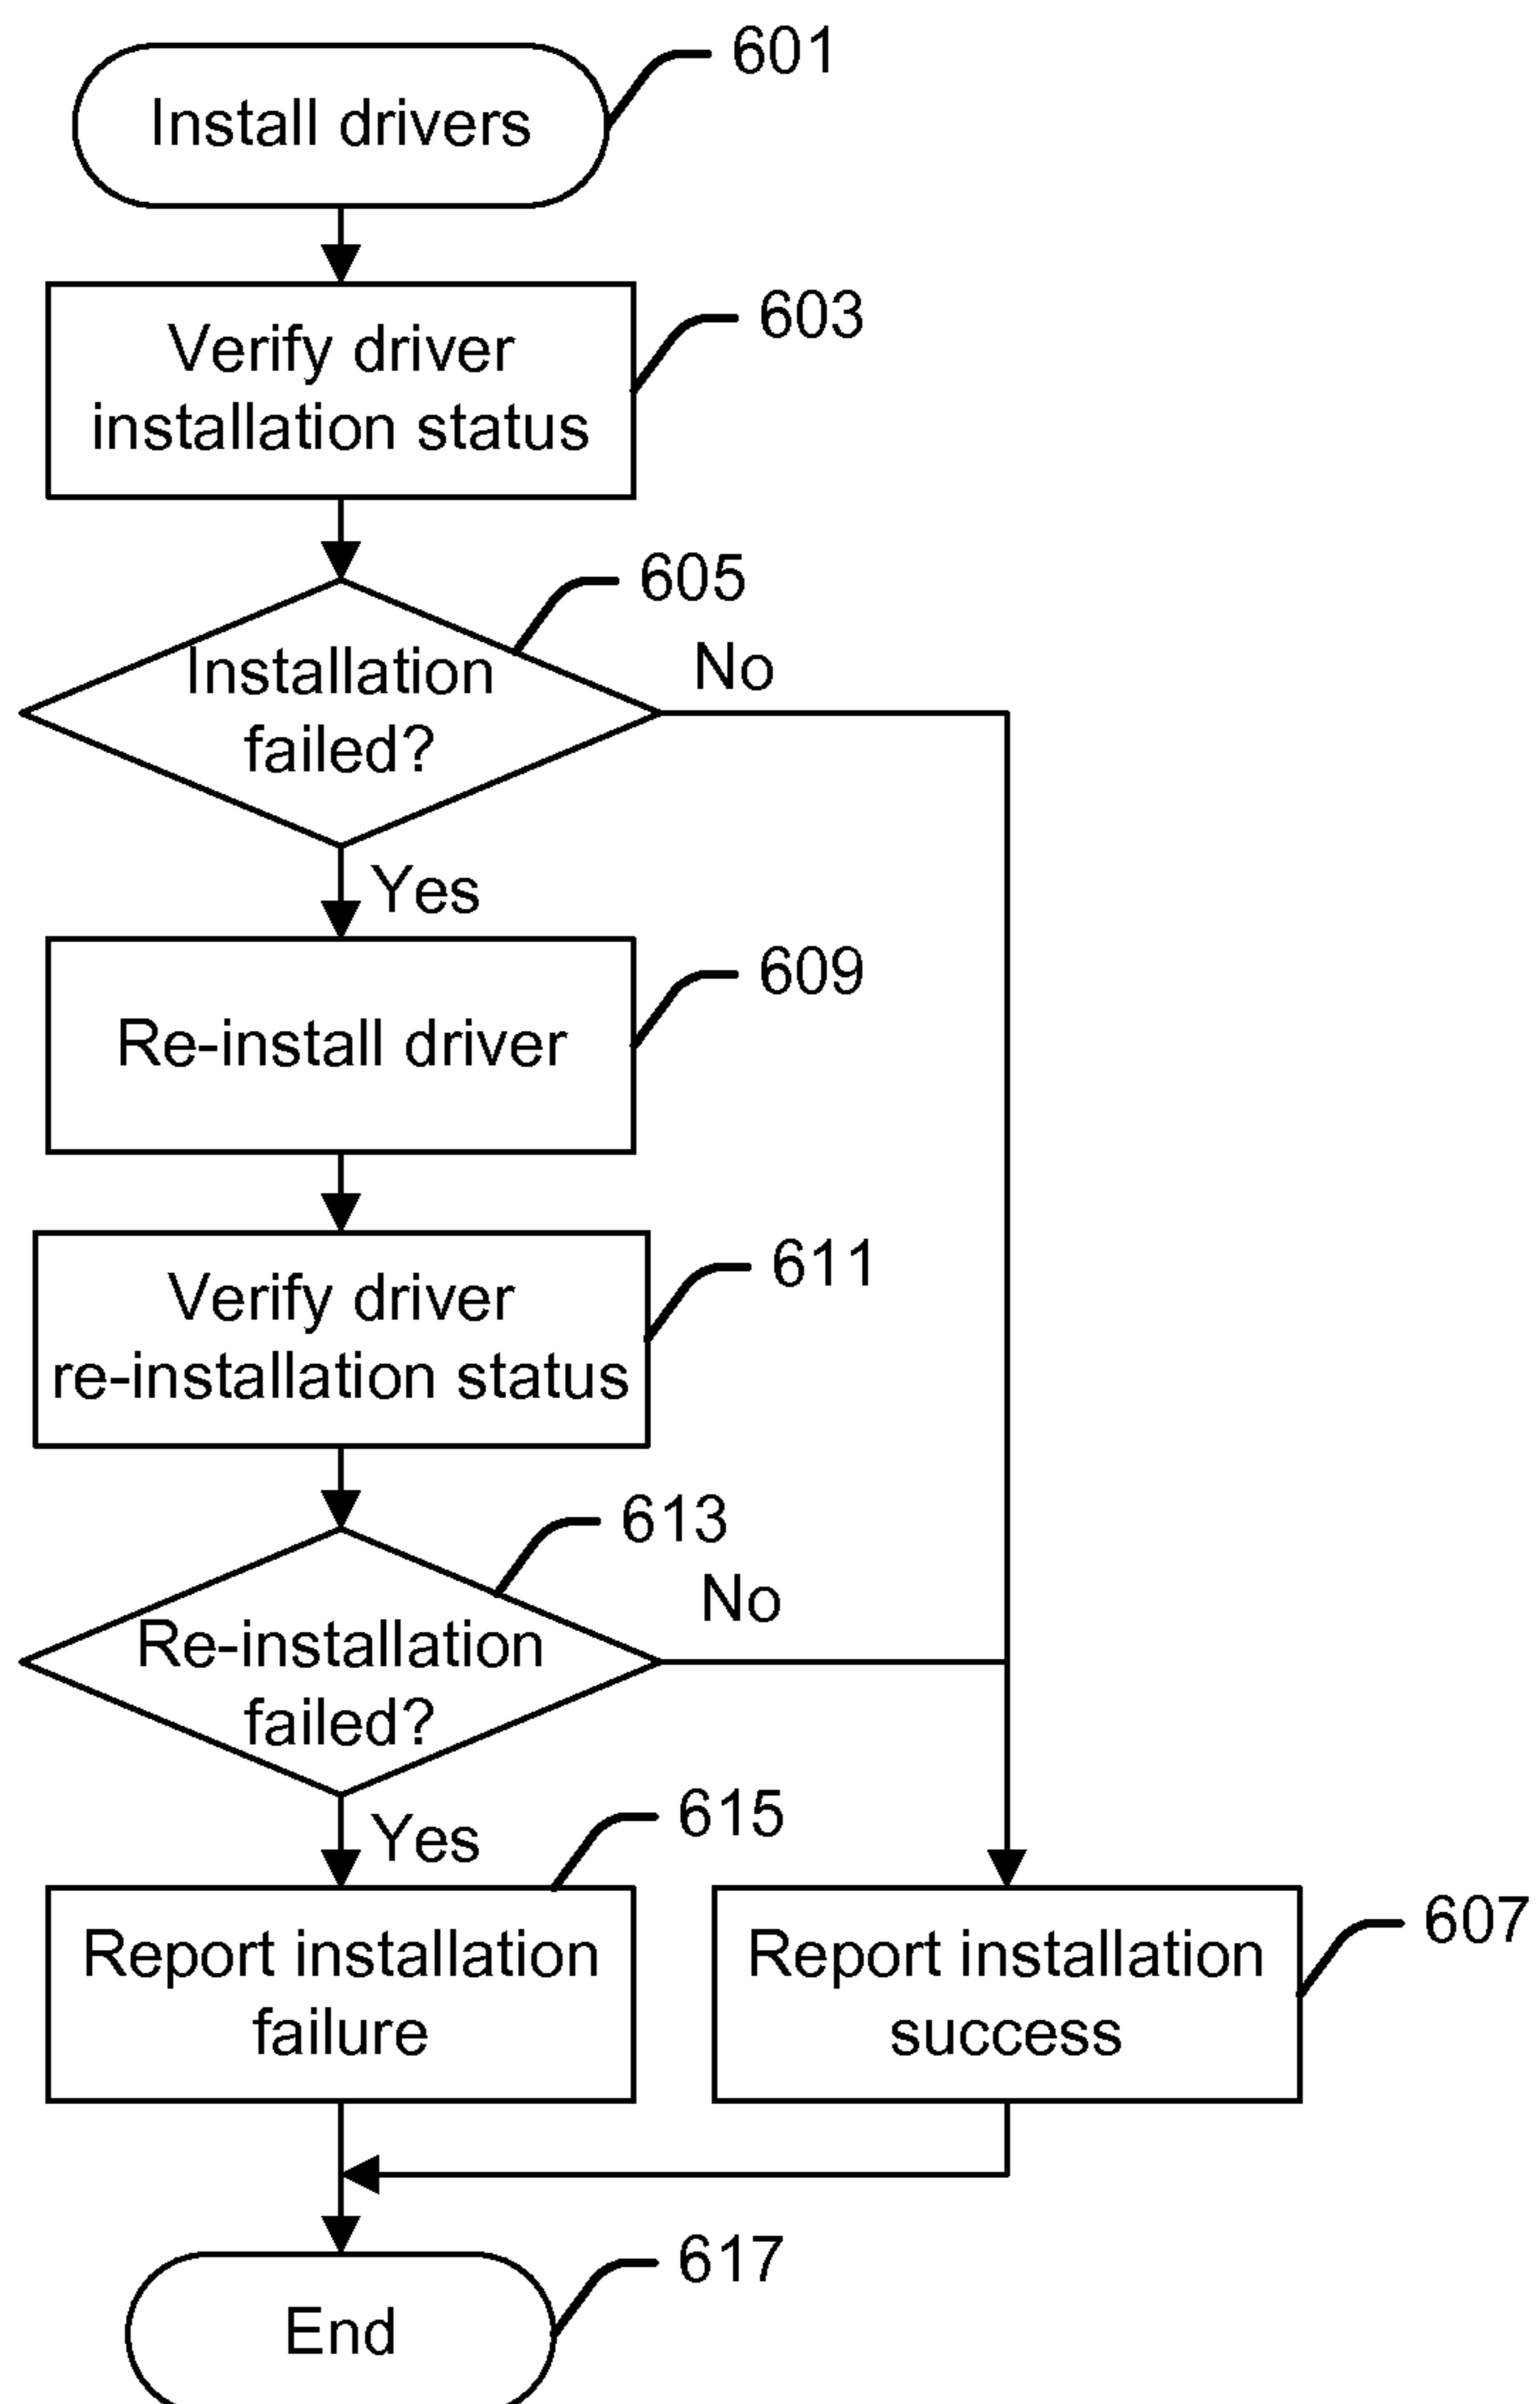 601
Install drivers
603
Verify driver
installation status
605
Installation
failed?
No
Yes
609
Re-install driver
611
Verify driver
re-installation status
613
No
Re-installation
failed?
Yes
615
Report installation
failure
607
Report installation
success
617
End